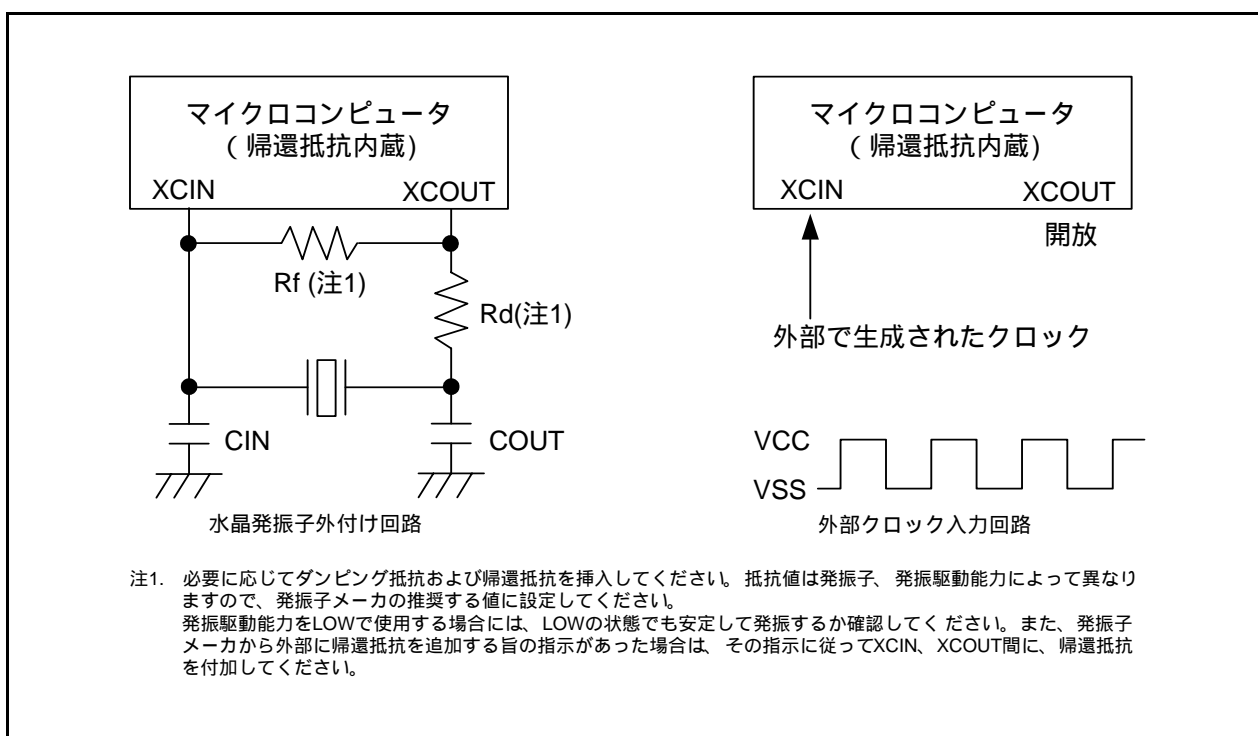 マイクロコンピュータ
(帰還抵抗内蔵)
XCIN
XCOUT
Rf (注1)
Rd(注1)
CIN
COUT
水晶発振子外付け回路
マイクロコンピュータ
(帰還抵抗内蔵)
XCIN
XCOUT
開放
外部で生成されたクロック
VCC
VSS
外部クロック入力回路
注1. 必要に応じてダンピング抵抗および帰還抵抗を挿入してください。抵抗値は発振子、発振駆動能力によって異なり
ますので、発振子メーカの推奨する値に設定してください。
発振駆動能力をLOWで使用する場合には、LOWの状態でも安定して発振するか確認してください。また、発振子
メーカから外部に帰還抵抗を追加する旨の指示があった場合は、その指示に従ってXCIN、XCOUT間に、帰還抵抗
を付加してください。